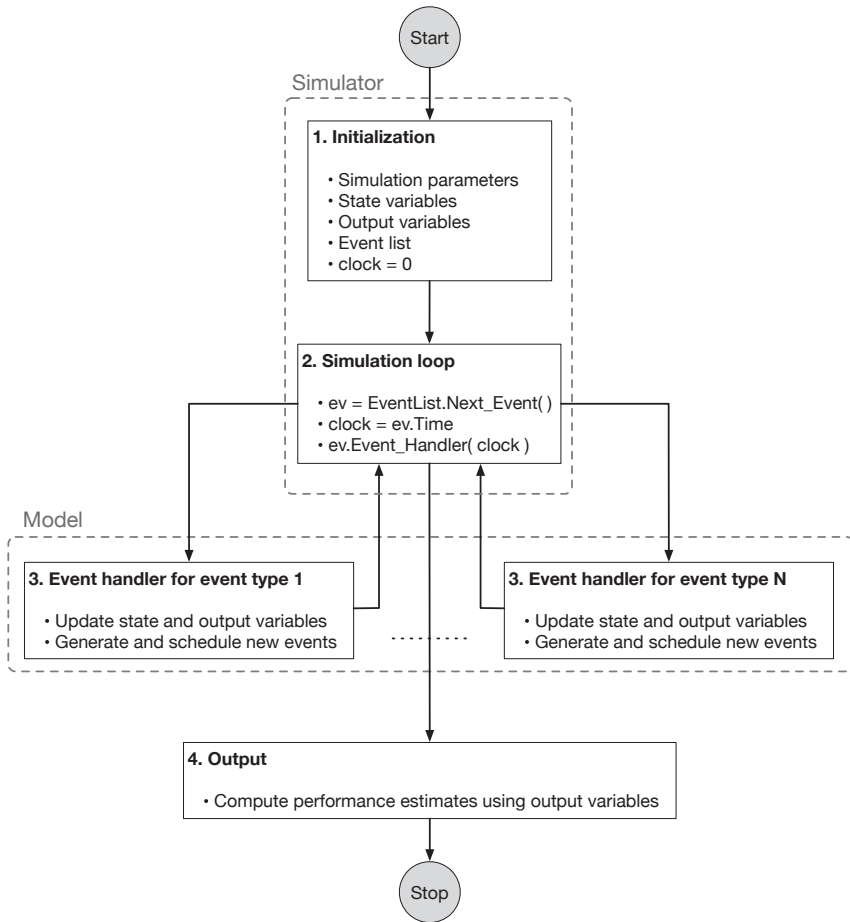 Start
Simulator
1. Initialization
• Simulation parameters
• State variables
• Output variables
• Event list
• clock = 0
2. Simulation loop
• ev = EventList.Next_Event( )
• clock = ev.Time
• ev.Event_Handler( clock )
Model
3. Event handler for event type 1
• Update state and output variables
• Generate and schedule new events
3. Event handler for event type N
• Update state and output variables
• Generate and schedule new events
4. Output
• Compute performance estimates using output variables
Stop